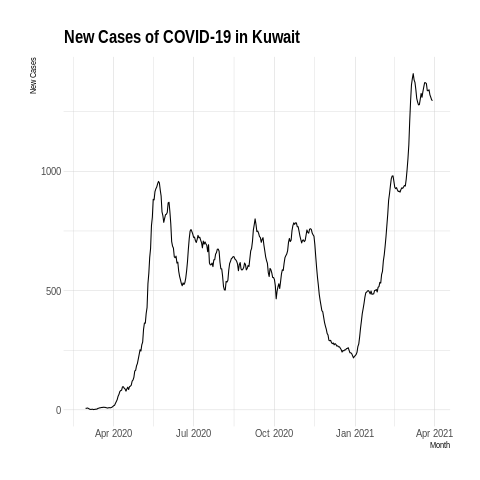 New Cases of COVID-19 in Kuwait
New Cases
1000
500
0
Apr 2020 Jul 2020 Oct 2020 Jan 2021 Apr 2021
Month